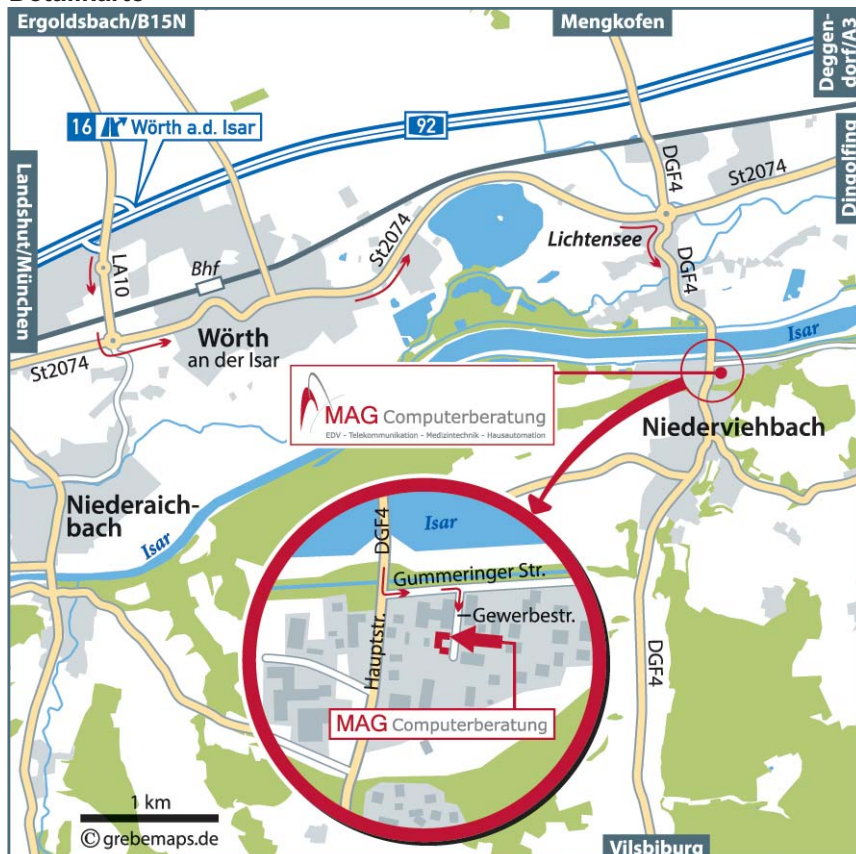 Ergoldsbach/B15N
Mengkofen
Deggen-
dorf/A3
16 Wörth a.d. Isar
92
Landshut/München
Dingolfing
DGF4
St2074
St2074
LA10
Bhf
Lichtensee
DGF4
Wörth
an der Isar
St2074
Isar
MAG Computerberatung
EDV - Telekommunikation - Medizintechnik - Hausautomation
Niederviehbach
Niederaich-
bach
Isar
Isar
DGF4
Gummeringer Str.
Gewerbestr.
Hauptstr.
DGF4
MAG Computerberatung
1 km
© grebemaps.de
Vilsbiburg